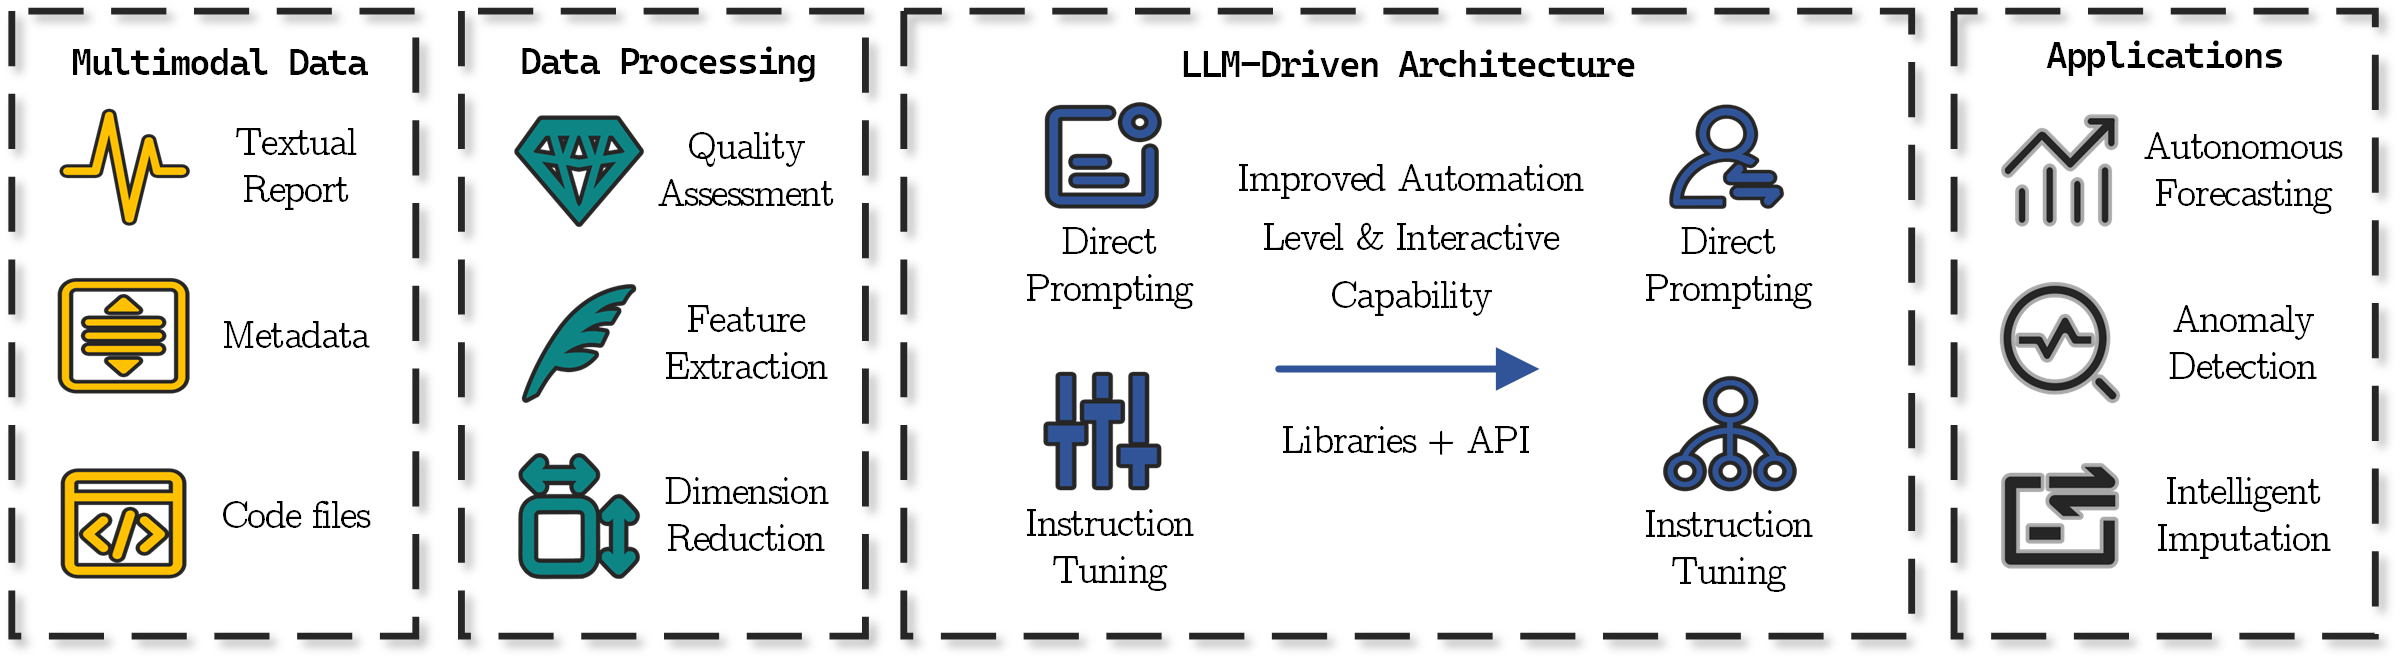 Multimodal Data
Textual
Report
Metadata
Code files
Data Processing
Quality
Assessment
Feature
Extraction
Dimension
Reduction
LLM-Driven Architecture
Direct
Prompting
Instruction
Tuning
Improved Automation
Level & Interactive
Capability
Libraries + API
Direct
Prompting
Instruction
Tuning
Applications
Autonomous
Forecasting
Anomaly
Detection
Intelligent
Imputation